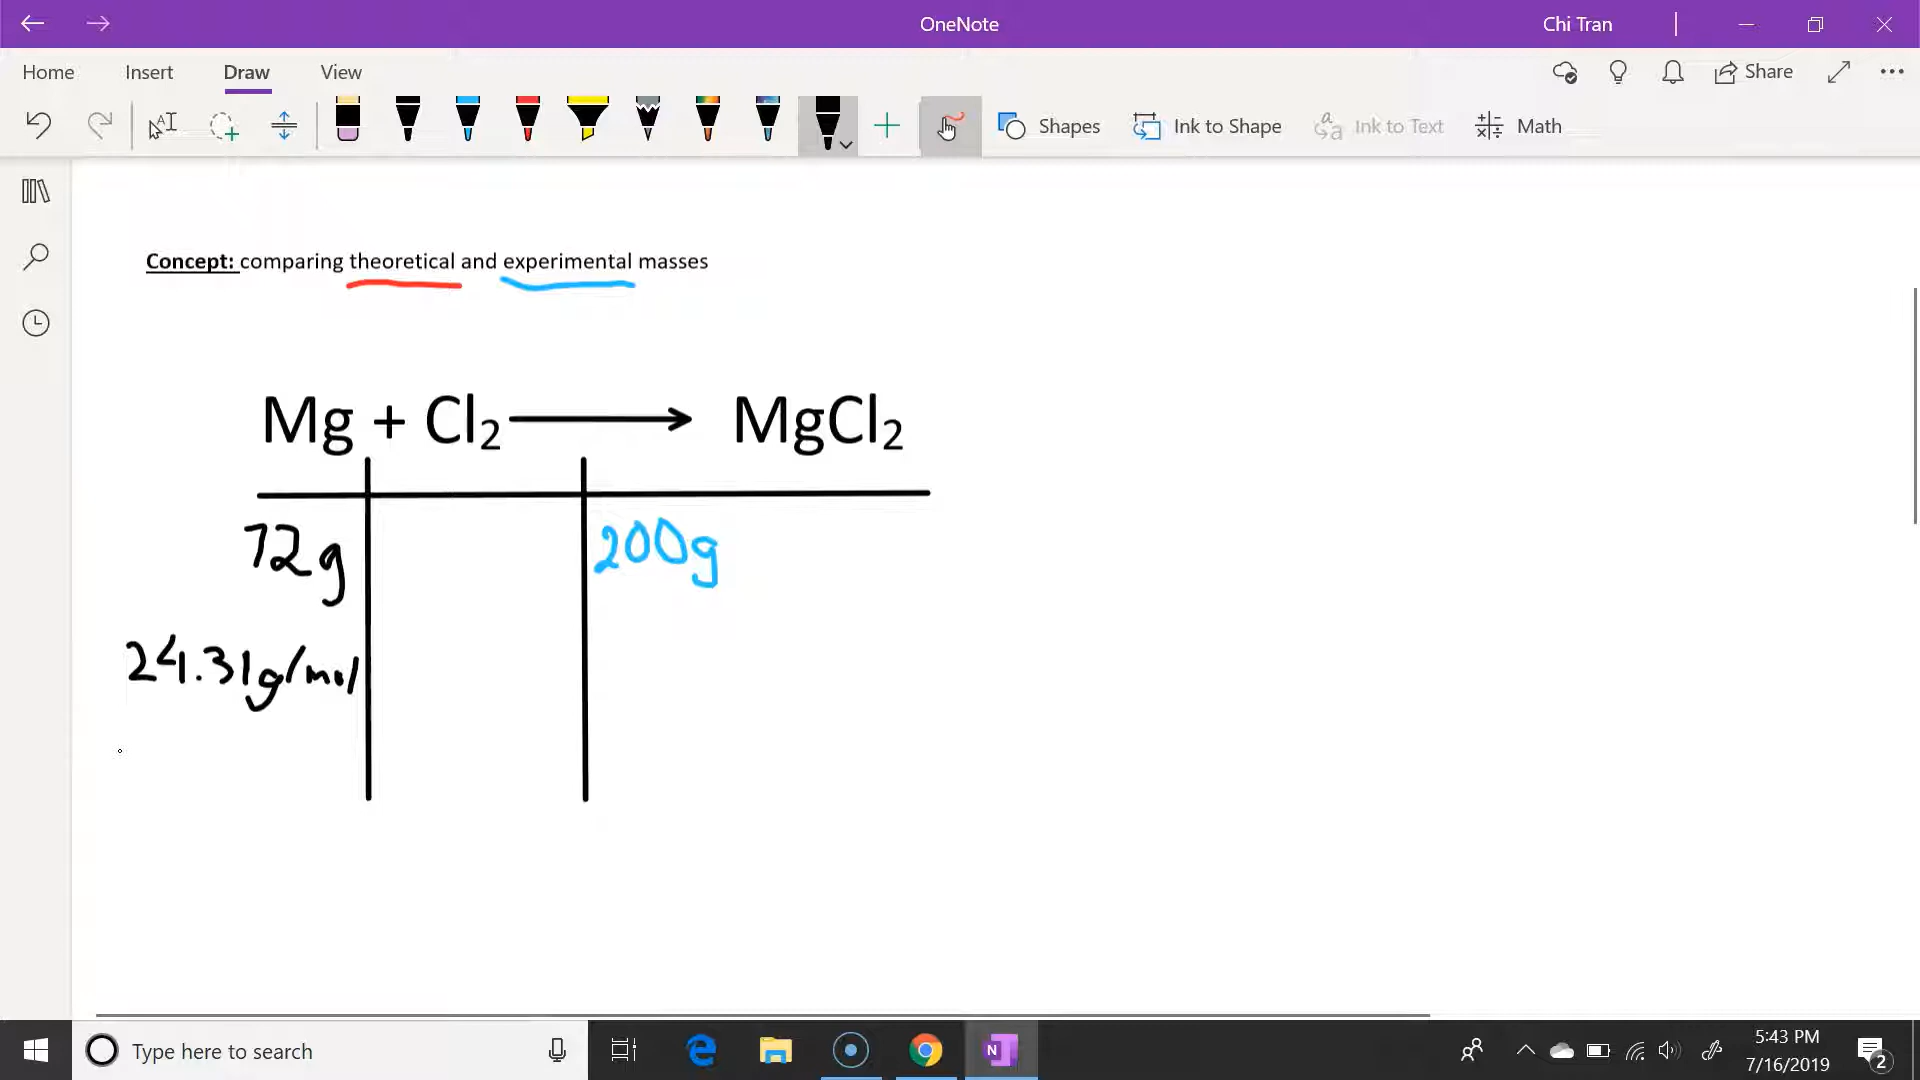 OneNote
Chi Tran
Home Insert Draw View
Share
Shapes Ink to Shape Ink to Text Math
Concept: comparing theoretical and experimental masses
Mg + Cl₂ ⟶ MgCl₂
72g 200g
24.31g/mol
Type here to search
5:43 PM
7/16/2019
2